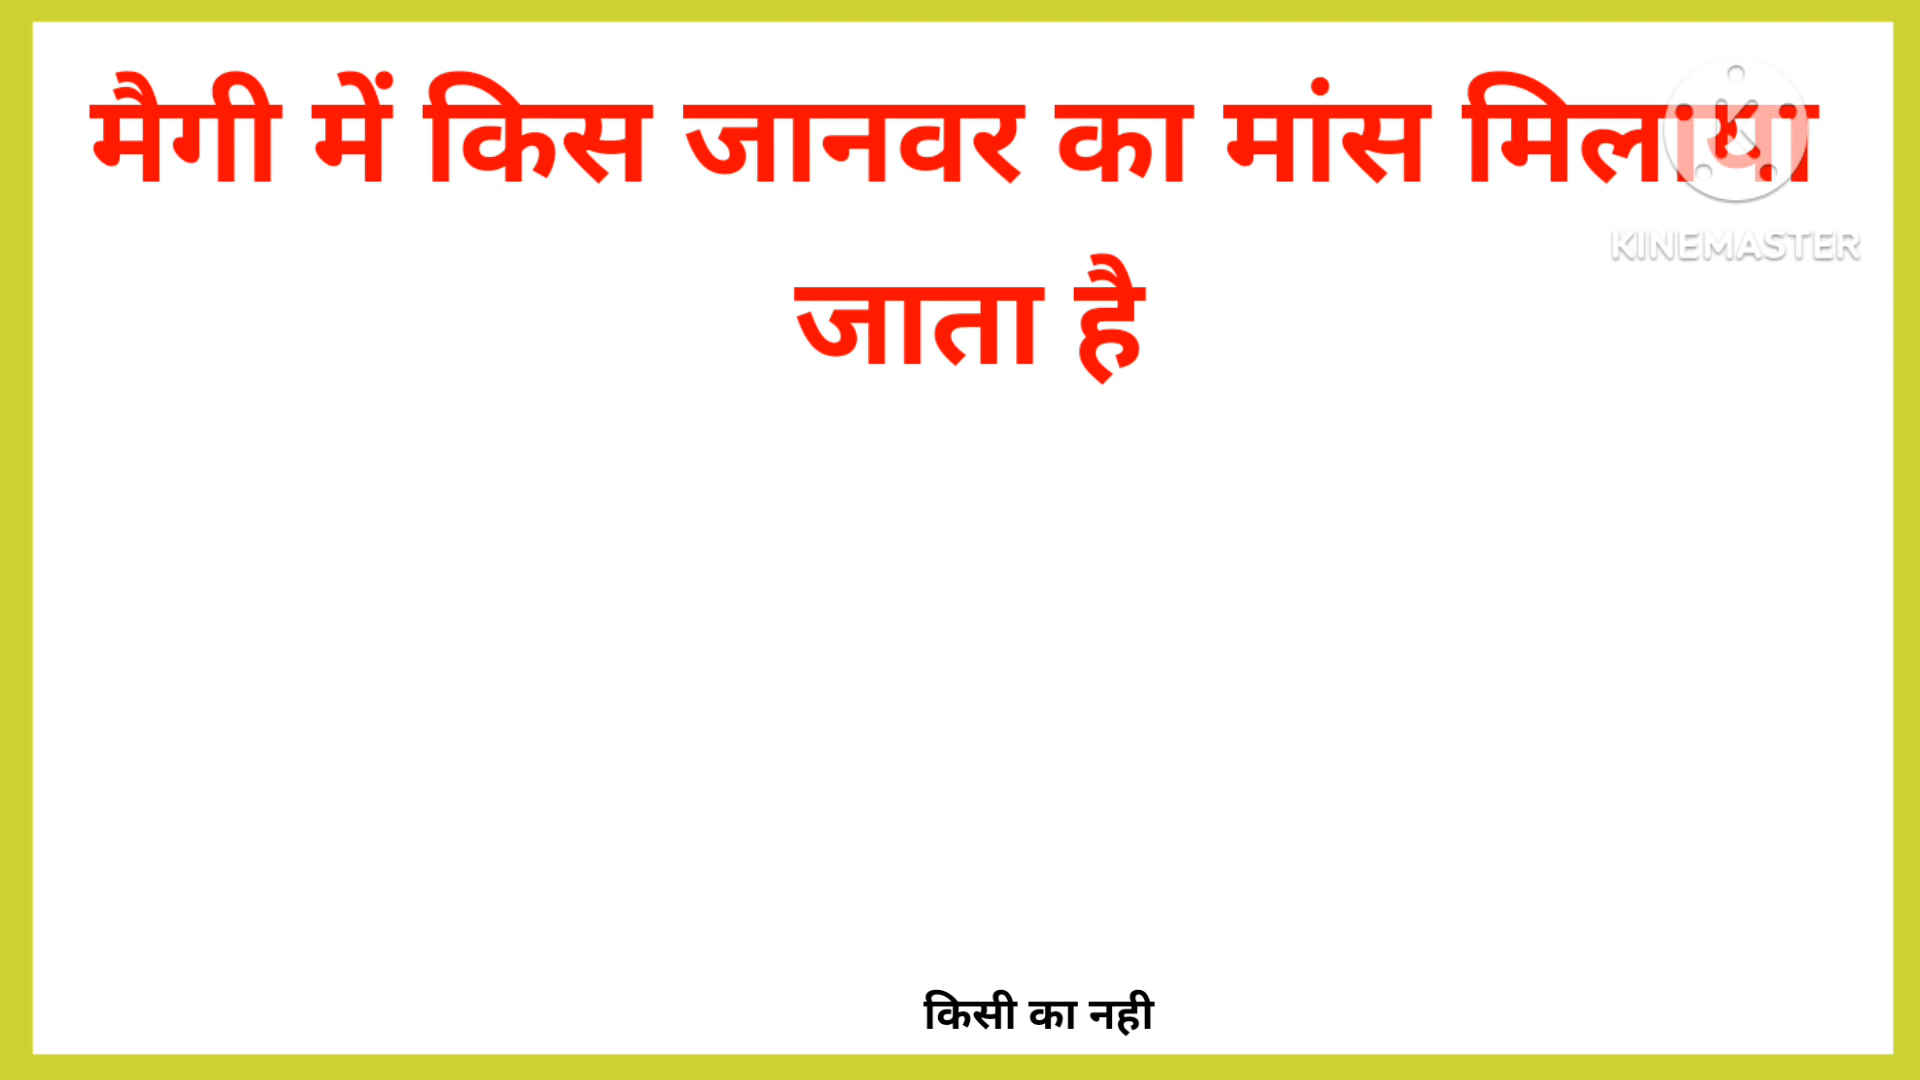 मैगी में किस जानवर का मांस मिलाया
जाता है
KINEMASTER
किसी का नही